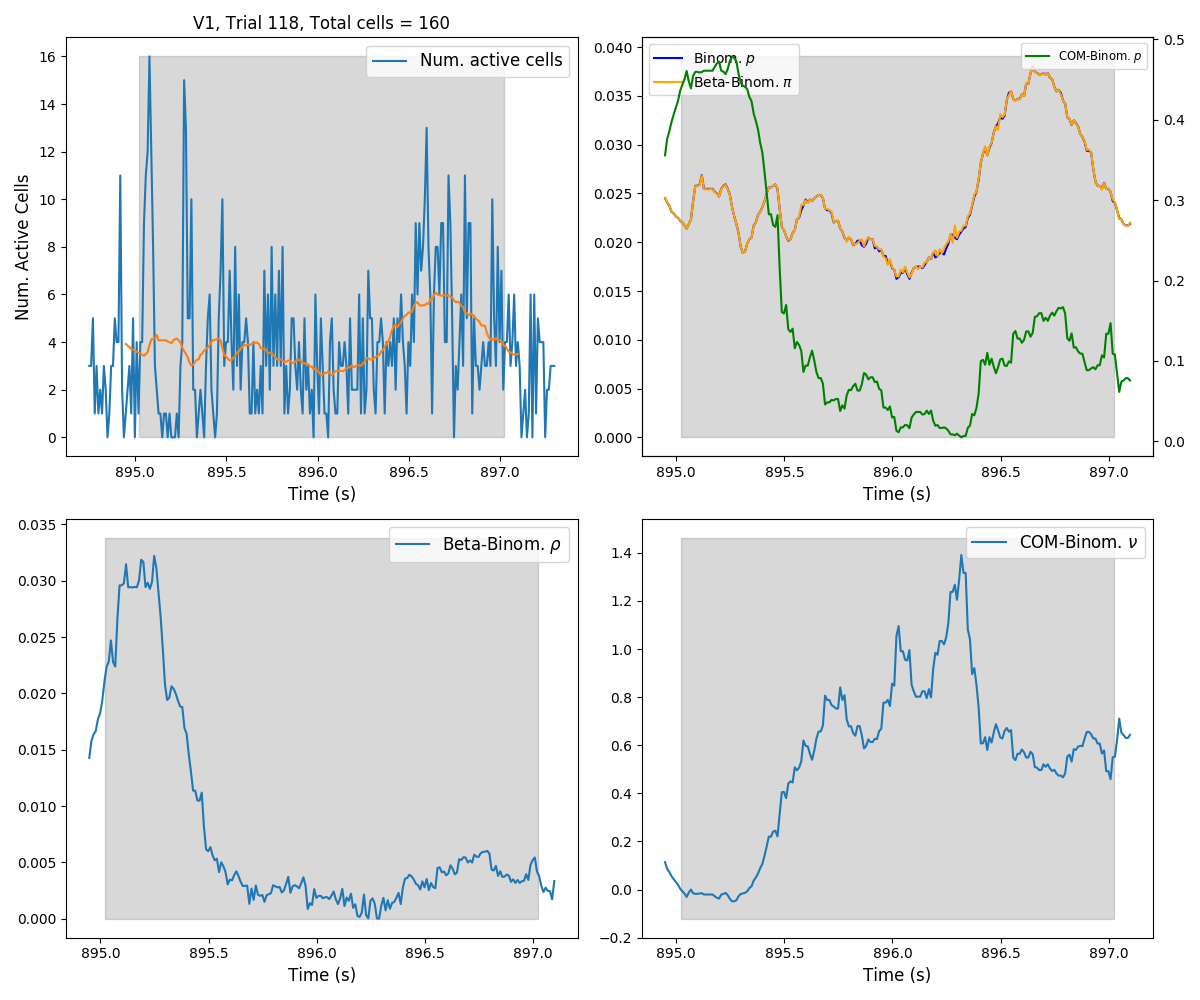 V1, Trial 118, Total cells = 160
Num. active cells
Num. Active Cells
16
14
12
10
8
6
4
2
0
895.0 895.5 896.0 896.5 897.0
Time (s)
Binom. p
Beta-Binom. π
COM-Binom. p
0.040
0.035
0.030
0.025
0.020
0.015
0.010
0.005
0.000
0.5
0.4
0.3
0.2
0.1
0.0
895.0 895.5 896.0 896.5 897.0
Time (s)
Beta-Binom. ρ
0.035
0.030
0.025
0.020
0.015
0.010
0.005
0.000
895.0 895.5 896.0 896.5 897.0
Time (s)
COM-Binom. ν
1.4
1.2
1.0
0.8
0.6
0.4
0.2
0.0
−0.2
895.0 895.5 896.0 896.5 897.0
Time (s)